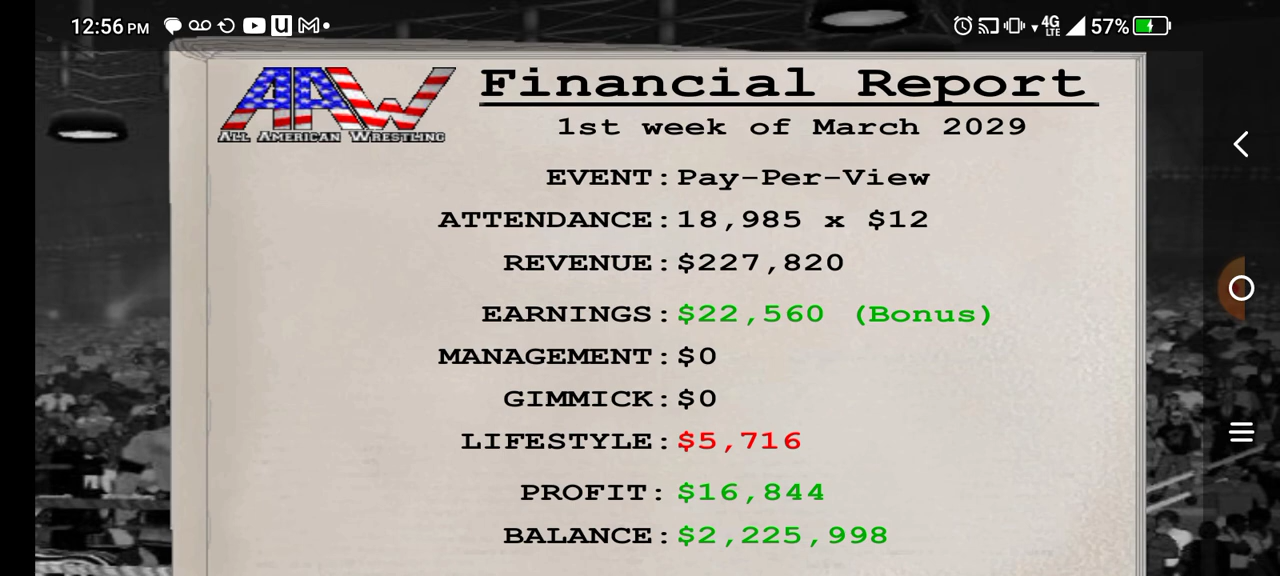 12:56 PM 4G LTE 57%
AAW Financial Report
ALL AMERICAN WRESTLING
1st week of March 2029
EVENT: Pay-Per-View
ATTENDANCE: 18,985 x $12
REVENUE: $227,820
EARNINGS: $22,560 (Bonus)
MANAGEMENT: $0
GIMMICK: $0
LIFESTYLE: $5,716
PROFIT: $16,844
BALANCE: $2,225,998